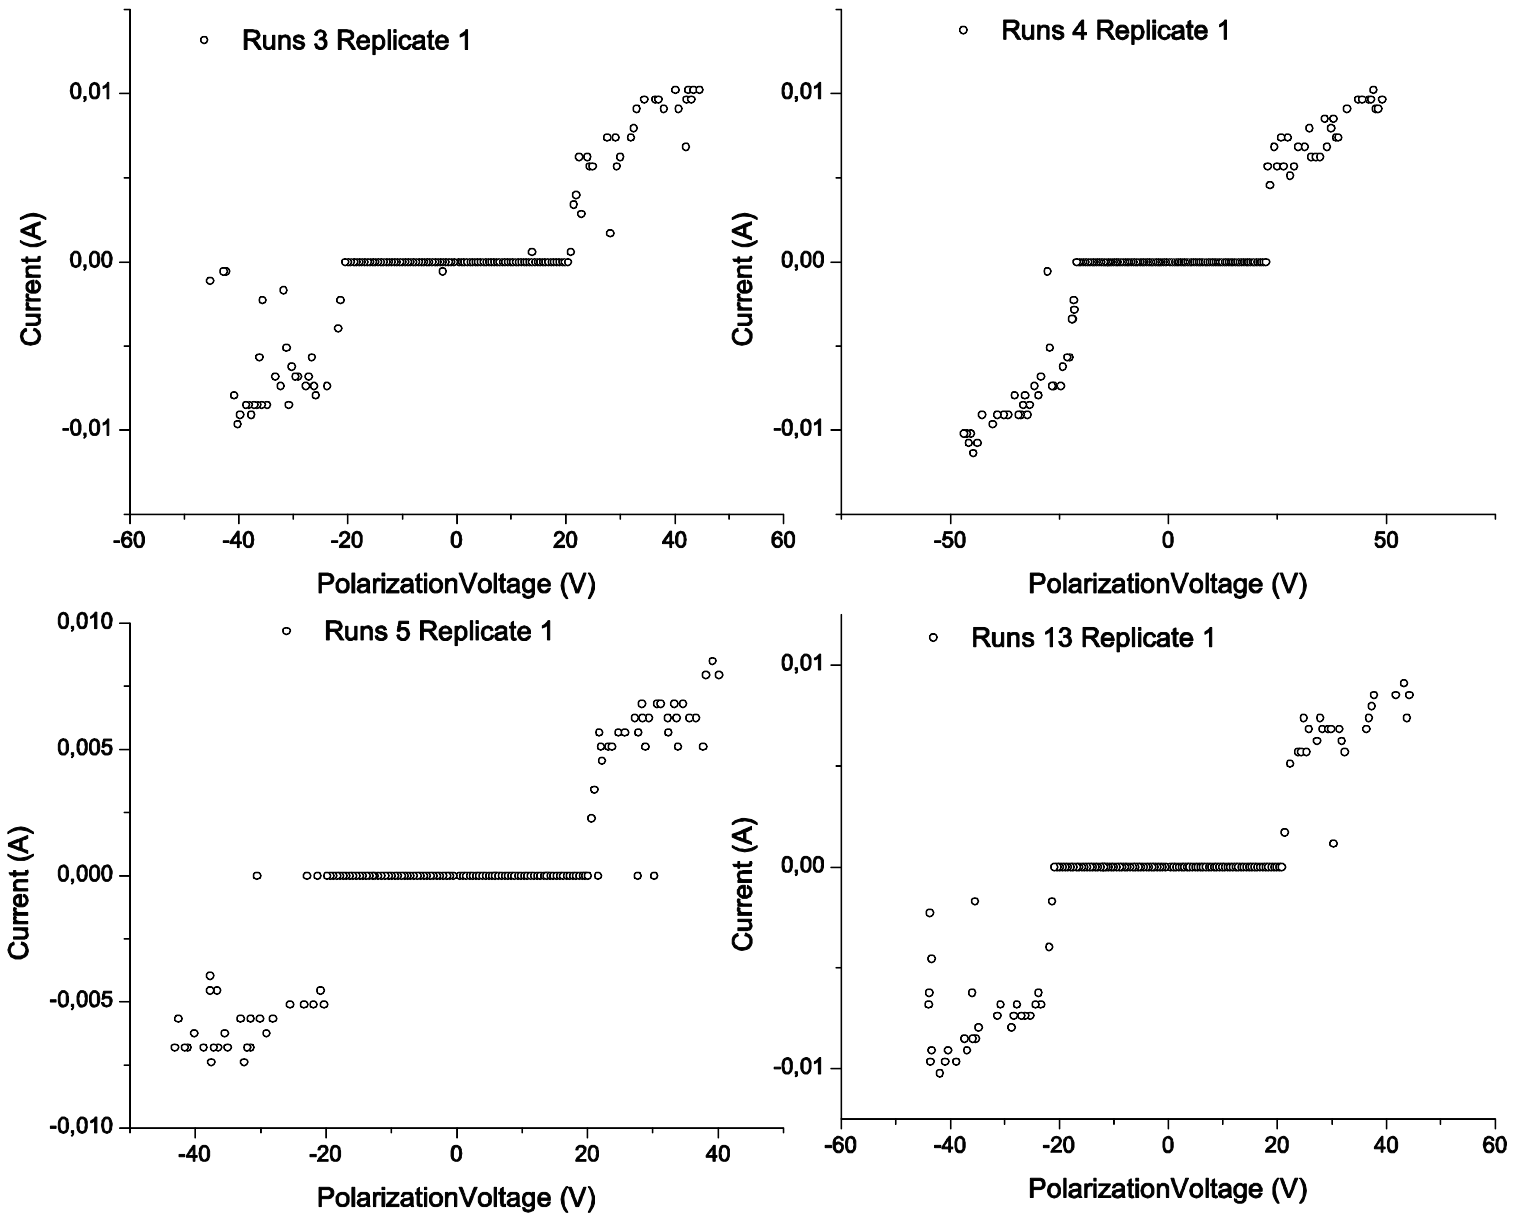 Runs 3 Replicate 1
0,01
0,00
-0,01
Current (A)
-60 -40 -20 0 20 40 60
PolarizationVoltage (V)
Runs 4 Replicate 1
0,01
0,00
-0,01
Current (A)
-50 0 50
PolarizationVoltage (V)
Runs 5 Replicate 1
0,010
0,005
0,000
-0,005
-0,010
Current (A)
-40 -20 0 20 40
PolarizationVoltage (V)
Runs 13 Replicate 1
0,01
0,00
-0,01
Current (A)
-60 -40 -20 0 20 40 60
PolarizationVoltage (V)